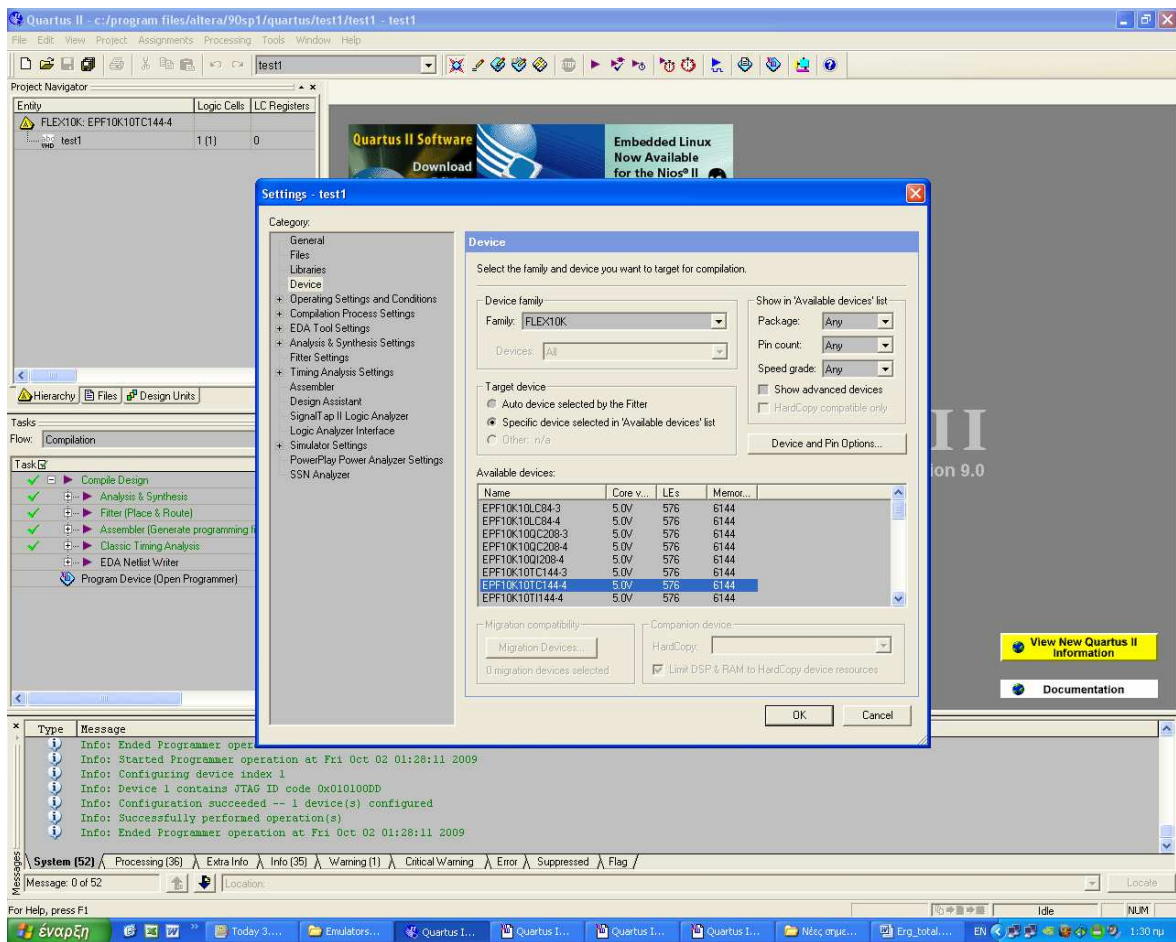 Quartus II - c:/program files/altera/90sp1/quartus/test1/test1 - test1
File Edit View Project Assignments Processing Tools Window Help
test1
Project Navigator
Entity Logic Cells LC Registers
FLEX10K: EPF10K10TC144-4
test1 1 (1) 0
Hierarchy Files Design Units
Quartus II Software
Download
Embedded Linux
Now Available
for the Nios® II
Tasks
Flow: Compilation
Task
Compile Design
Analysis & Synthesis
Fitter (Place & Route)
Assembler (Generate programming fi
Classic Timing Analysis
EDA Netlist Writer
Program Device (Open Programmer)
Settings - test1
Category:
General
Files
Libraries
Device
Operating Settings and Conditions
Compilation Process Settings
EDA Tool Settings
Analysis & Synthesis Settings
Fitter Settings
Timing Analysis Settings
Assembler
Design Assistant
SignalTap II Logic Analyzer
Logic Analyzer Interface
Simulator Settings
PowerPlay Power Analyzer Settings
SSN Analyzer
Device
Select the family and device you want to target for compilation.
Device family
Family: FLEX10K
Devices: All
Show in 'Available devices' list
Package: Any
Pin count: Any
Speed grade: Any
Show advanced devices
HardCopy compatible only
Target device
Auto device selected by the Fitter
Specific device selected in 'Available devices' list
Other: n/a
Device and Pin Options...
Available devices:
Name Core v... LEs Memor...
EPF10K10LC84-3 5.0V 576 6144
EPF10K10LC84-4 5.0V 576 6144
EPF10K10QC208-3 5.0V 576 6144
EPF10K10QC208-4 5.0V 576 6144
EPF10K10QI208-4 5.0V 576 6144
EPF10K10TC144-3 5.0V 576 6144
EPF10K10TC144-4 5.0V 576 6144
EPF10K10TI144-4 5.0V 576 6144
Migration compatibility
Migration Devices...
0 migration devices selected
Companion device
HardCopy:
Limit DSP & RAM to HardCopy device resources
OK Cancel
II
ion 9.0
View New Quartus II
Information
Documentation
Type Message
Info: Ended Programmer oper
Info: Started Programmer operation at Fri Oct 02 01:28:11 2009
Info: Configuring device index 1
Info: Device 1 contains JTAG ID code 0x010100DD
Info: Configuration succeeded -- 1 device(s) configured
Info: Successfully performed operation(s)
Info: Ended Programmer operation at Fri Oct 02 01:28:11 2009
Messages
System (52) Processing (36) Extra Info Info (35) Warning (1) Critical Warning Error Suppressed Flag
Message: 0 of 52 Location: Locate
For Help, press F1 Idle NUM
έναρξη Today 3.... Emulators... Quartus I... Quartus I... Quartus I... Quartus I... Νέες σημε... Erg_total.... EN 1:30 πμ